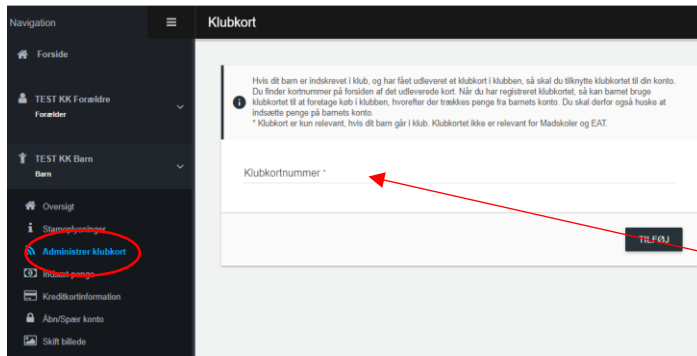 Navigation
Klubkort
Forside
Hvis dit barn er indskrevet i klub, og har fået udleveret et klubkort i klubben, så skal du tilknytte klubkortet til din konto.
Du finder kortnummer på forsiden af det udleverede kort. Når du har registreret klubkortet, så kan barnet bruge
klubkortet til at foretage køb i klubben, hvorefter der trækkes penge fra barnets konto. Du skal derfor også huske at
indsætte penge på barnets konto.
* Klubkort er kun relevant, hvis dit barn går i klub. Klubkortet ikke er relevant for Madskoler og EAT.
TEST KK Forældre
Forælder
TEST KK Barn
Barn
Klubkortnummer *
Oversigt
Stamoplysninger
Administrer klubkort
TILFØJ
Indsæt penge
Kreditkortinformation
Åbn/Spær konto
Skift billede